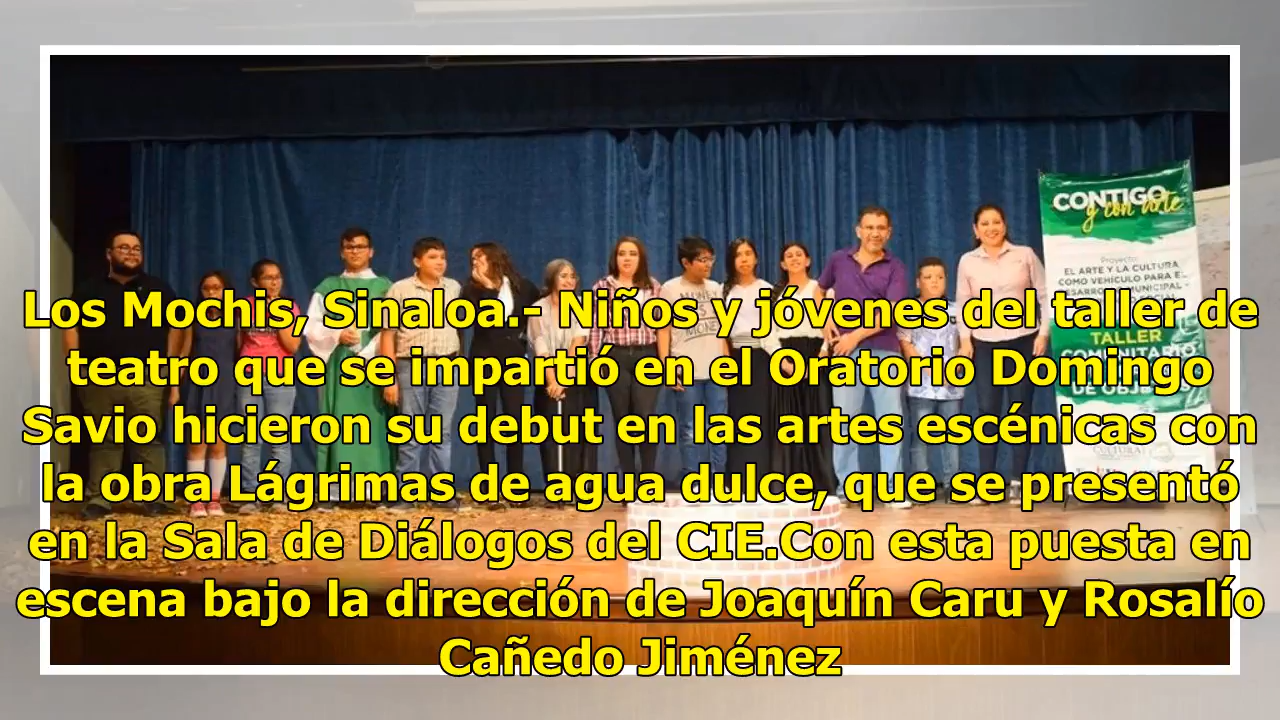 CONTIGO
y con arte
Proyecto:
EL ARTE Y LA CULTURA
COMO VEHÍCULO PARA EL
Los Mochis, Sinaloa.- Niños y jóvenes del taller de
TALLER
teatro que se impartió en el Oratorio Domingo
Savio hicieron su debut en las artes escénicas con
la obra Lágrimas de agua dulce, que se presentó
en la Sala de Diálogos del CIE.Con esta puesta en
escena bajo la dirección de Joaquín Caru y Rosalío
Cañedo Jiménez